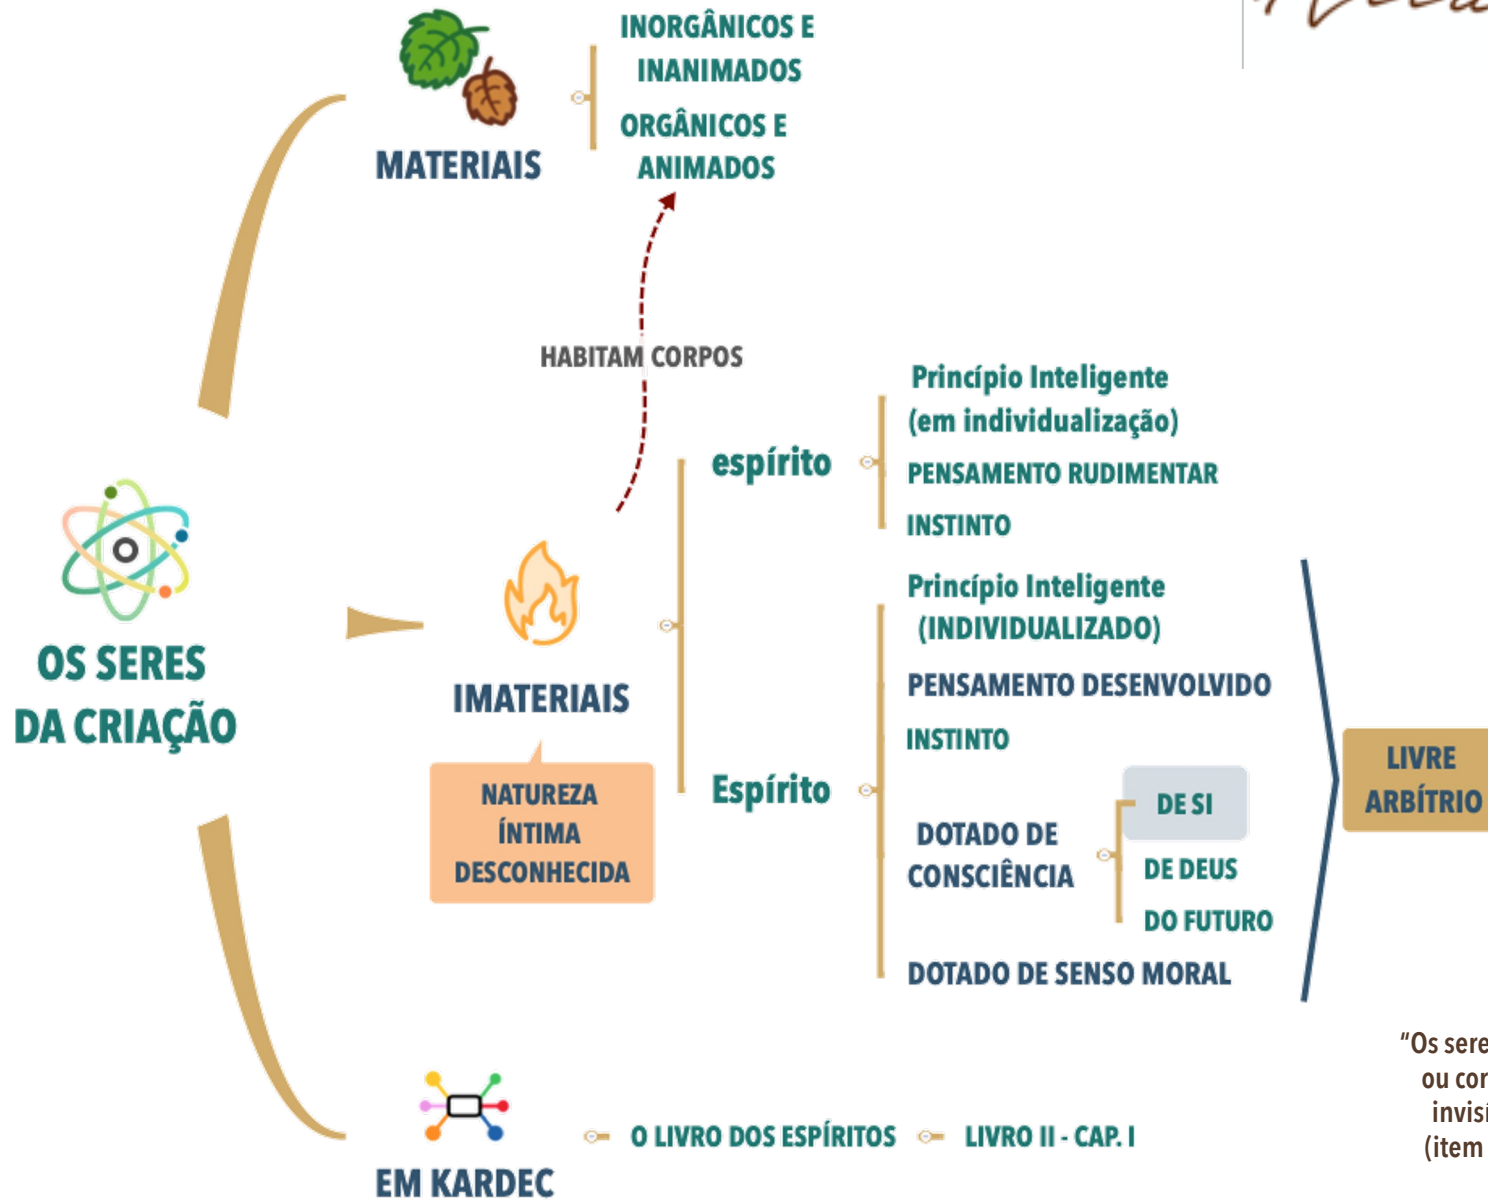 INORGÂNICOS E
INANIMADOS
ORGÂNICOS E
ANIMADOS
MATERIAIS
HABITAM CORPOS
Princípio Inteligente
(em individualização)
espírito
PENSAMENTO RUDIMENTAR
INSTINTO
OS SERES
DA CRIAÇÃO
IMATERIAIS
NATUREZA
ÍNTIMA
DESCONHECIDA
Princípio Inteligente
(INDIVIDUALIZADO)
PENSAMENTO DESENVOLVIDO
INSTINTO
Espírito
DOTADO DE
CONSCIÊNCIA
DE SI
DE DEUS
DO FUTURO
DOTADO DE SENSO MORAL
LIVRE
ARBÍTRIO
"Os sere
ou cor
invisí
(item
O LIVRO DOS ESPÍRITOS
LIVRO II - CAP. I
EM KARDEC